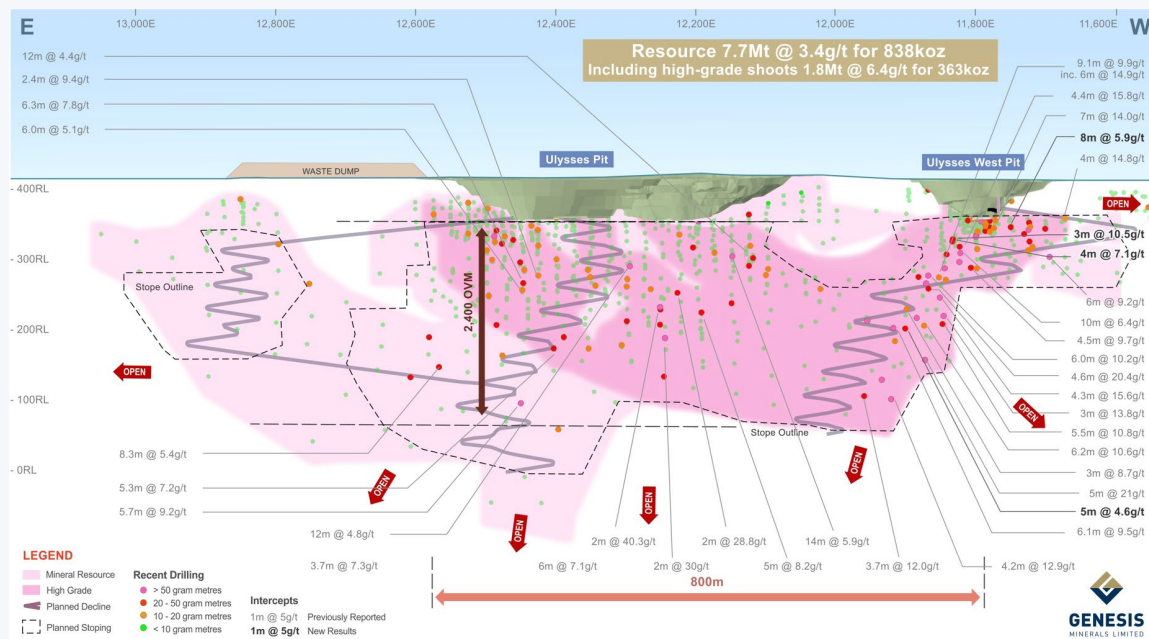 E
13,000E
12,800E
12,600E
12,400E
12,200E
12,000E
11,800E
11,600E
W
Resource 7.7Mt @ 3.4g/t for 838koz
Including high-grade shoots 1.8Mt @ 6.4g/t for 363koz
12m @ 4.4g/t
2.4m @ 9.4g/t
6.3m @ 7.8g/t
6.0m @ 5.1g/t
9.1m @ 9.9g/t
inc. 6m @ 14.9g/t
4.4m @ 15.8g/t
7m @ 14.0g/t
8m @ 5.9g/t
4m @ 14.8g/t
WASTE DUMP
Ulysses Pit
Ulysses West Pit
400RL
300RL
200RL
100RL
0RL
OPEN
3m @ 10.5g/t
4m @ 7.1g/t
Stope Outline
2,400 OVM
6m @ 9.2g/t
10m @ 6.4g/t
4.5m @ 9.7g/t
6.0m @ 10.2g/t
4.6m @ 20.4g/t
4.3m @ 15.6g/t
3m @ 13.8g/t
5.5m @ 10.8g/t
6.2m @ 10.6g/t
3m @ 8.7g/t
5m @ 21g/t
5m @ 4.6g/t
6.1m @ 9.5g/t
OPEN
OPEN
Stope Outline
8.3m @ 5.4g/t
5.3m @ 7.2g/t
5.7m @ 9.2g/t
OPEN
OPEN
OPEN
OPEN
12m @ 4.8g/t
2m @ 40.3g/t
2m @ 28.8g/t
14m @ 5.9g/t
3.7m @ 7.3g/t
6m @ 7.1g/t
2m @ 30g/t
5m @ 8.2g/t
3.7m @ 12.0g/t
4.2m @ 12.9g/t
800m
LEGEND
Mineral Resource
High Grade
Planned Decline
Planned Stoping
Recent Drilling
> 50 gram metres
20 - 50 gram metres
10 - 20 gram metres
< 10 gram metres
Intercepts
1m @ 5g/t Previously Reported
1m @ 5g/t New Results
GENESIS
MINERALS LIMITED